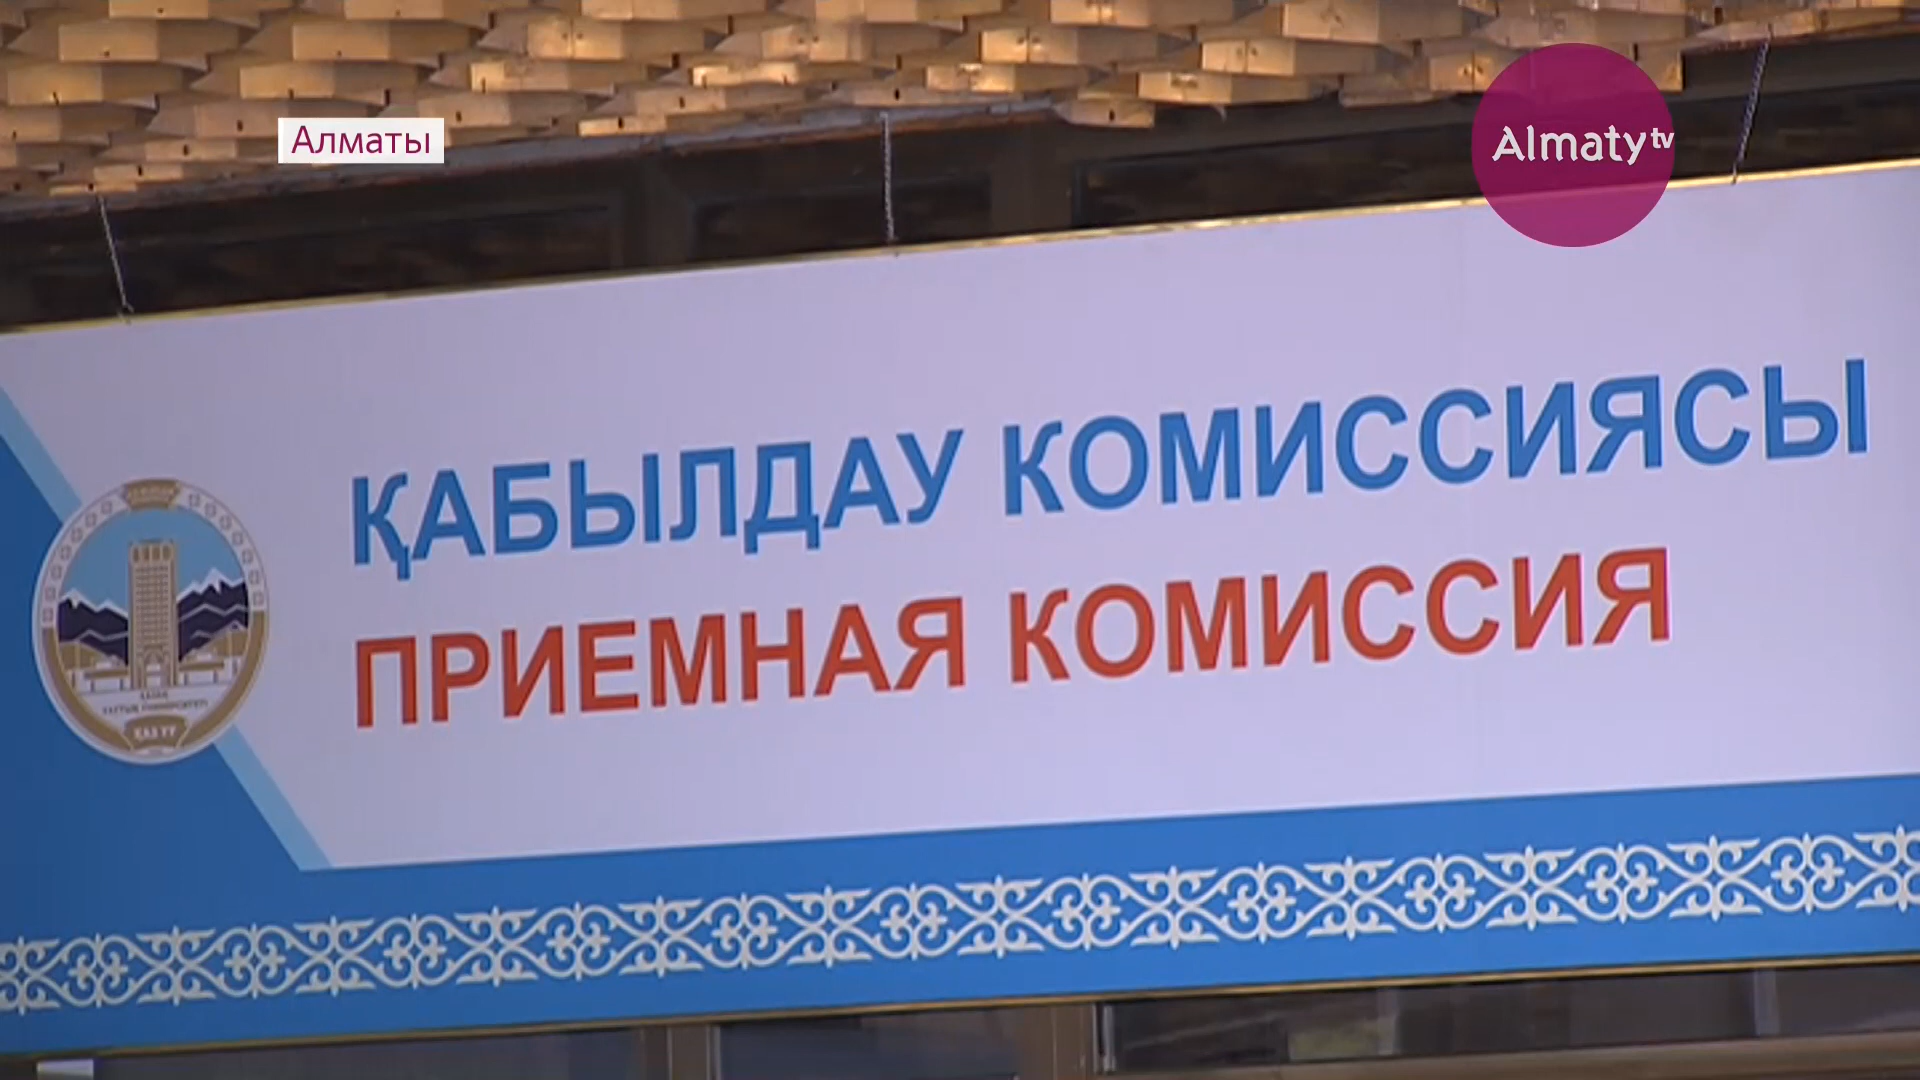 Алматы
Almaty tv
ҚАБЫЛДАУ КОМИССИЯСЫ
ПРИЕМНАЯ КОМИССИЯ